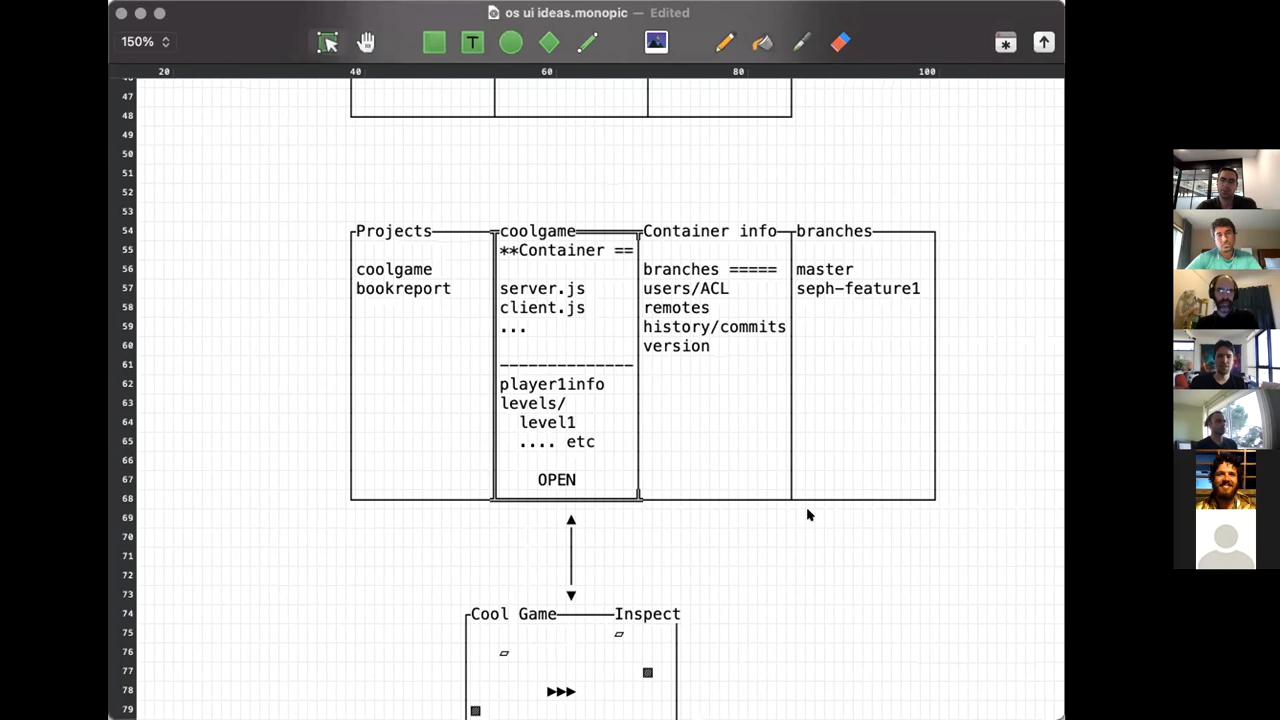 os ui ideas.monopic — Edited
150%
T
20 40 60 80 100
46
47
48
49
50
51
52
53
54
55
56
57
58
59
60
61
62
63
64
65
66
67
68
69
70
71
72
73
74
75
76
77
78
79
Projects coolgame Container info branches
**Container ==
coolgame branches ===== master
bookreport server.js users/ACL seph-feature1
client.js remotes
... history/commits
version
--------------
player1info
levels/
level1
.... etc
OPEN
Cool Game Inspect